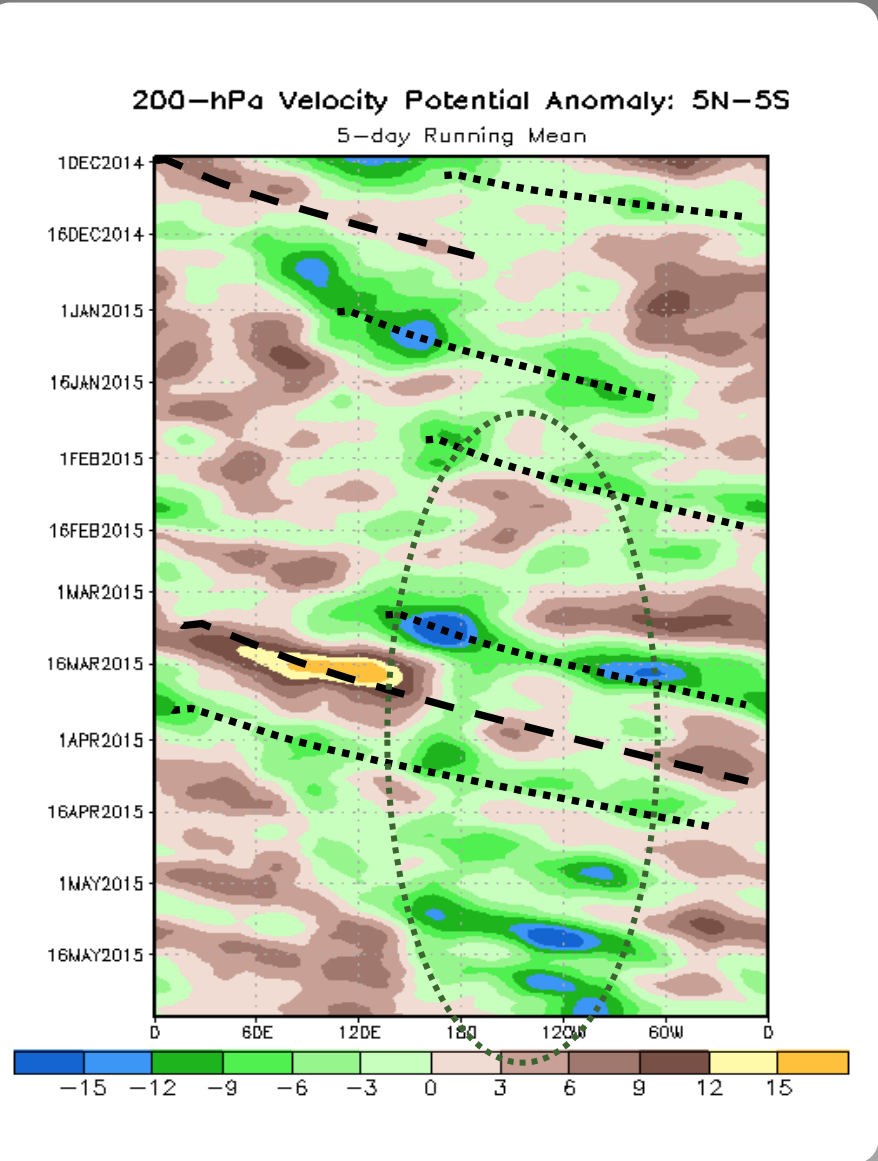 200-hPa Velocity Potential Anomaly: 5N-5S
5-day Running Mean
1DEC2014
16DEC2014
1JAN2015
16JAN2015
1FEB2015
16FEB2015
1MAR2015
16MAR2015
1APR2015
16APR2015
1MAY2015
16MAY2015
0 60E 120E 180 120W 60W 0
-15 -12 -9 -6 -3 0 3 6 9 12 15